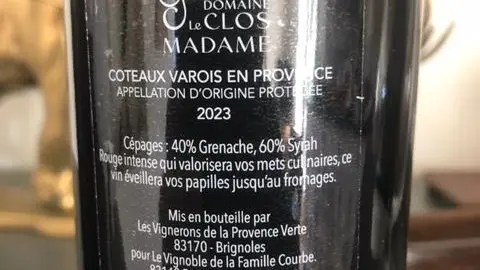 DOMAINE
Le CLOS
MADAME
COTEAUX VAROIS EN PROVENCE
APPELLATION D'ORIGINE PROTÉGÉE
2023
Cépages : 40% Grenache, 60% Syrah
Rouge intense qui valorisera vos mets culinaires, ce
vin éveillera vos papilles jusqu'au fromages.
Mis en bouteille par
Les Vignerons de la Provence Verte
83170 - Brignoles
pour Le Vignoble de la Famille Courbe.